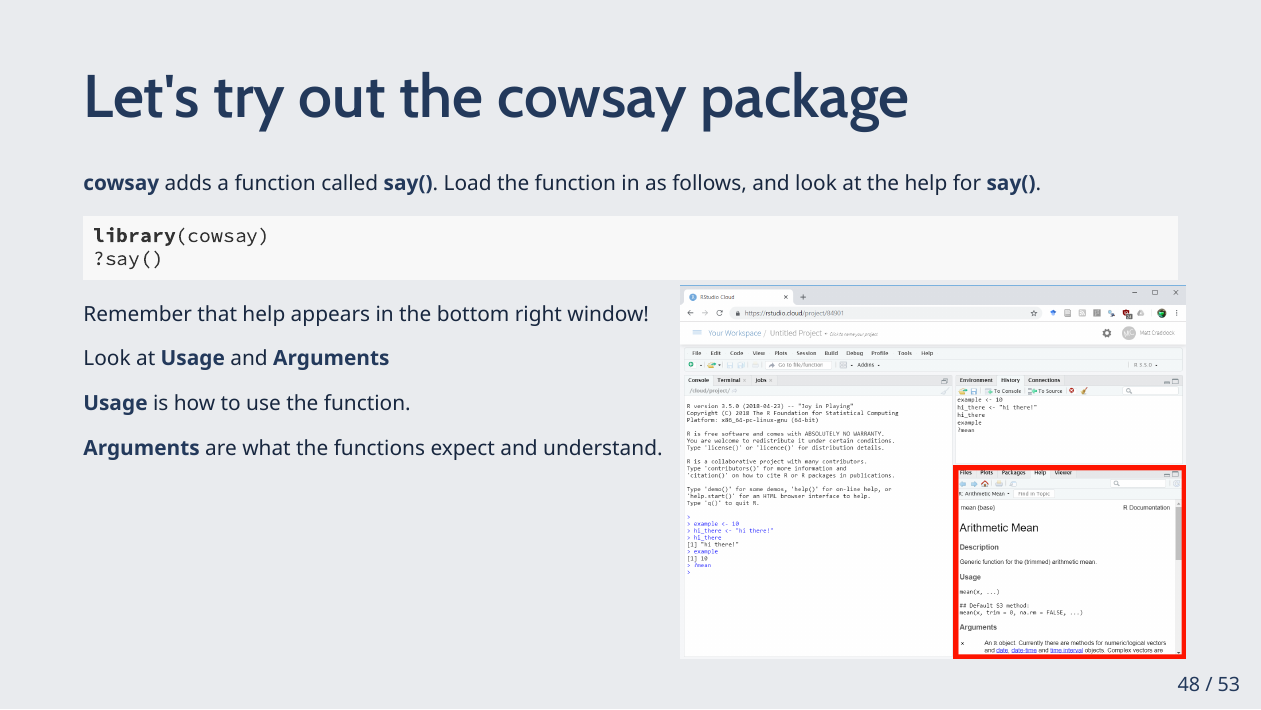 Let's try out the cowsay package
cowsay adds a function called say(). Load the function in as follows, and look at the help for say().
library(cowsay)
?say()
Remember that help appears in the bottom right window!
Look at Usage and Arguments
Usage is how to use the function.
Arguments are what the functions expect and understand.
RStudio Cloud
https://rstudio.cloud/project/84901
Your Workspace / Untitled Project
Matt Craddock
File Edit Code View Plots Session Build Debug Profile Tools Help
Go to file/function Addins
R 3.5.0
Console Terminal Jobs
/cloud/project/
R version 3.5.0 (2018-04-23) -- "Joy in Playing"
Copyright (C) 2018 The R Foundation for Statistical Computing
Platform: x86_64-pc-linux-gnu (64-bit)
R is free software and comes with ABSOLUTELY NO WARRANTY.
You are welcome to redistribute it under certain conditions.
Type 'license()' or 'licence()' for distribution details.
R is a collaborative project with many contributors.
Type 'contributors()' for more information and
'citation()' on how to cite R or R packages in publications.
Type 'demo()' for some demos, 'help()' for on-line help, or
'help.start()' for an HTML browser interface to help.
Type 'q()' to quit R.
>
> example <- 10
> hi_there <- "hi there!"
> hi_there
[1] "hi there!"
> example
[1] 10
> ?mean
>
Environment History Connections
To Console To Source
example <- 10
hi_there <- "hi there!"
hi_there
example
?mean
Files Plots Packages Help Viewer
R: Arithmetic Mean Find in Topic
mean {base} R Documentation
Arithmetic Mean
Description
Generic function for the (trimmed) arithmetic mean.
Usage
mean(x, ...)
## Default S3 method:
mean(x, trim = 0, na.rm = FALSE, ...)
Arguments
x An R object. Currently there are methods for numeric/logical vectors
and date, date-time and time interval objects. Complex vectors are
48 / 53